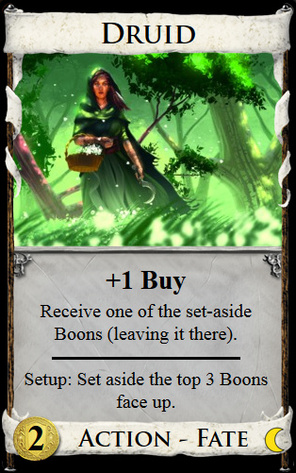 DRUID
+1 Buy
Receive one of the set-aside
Boons (leaving it there).
Setup: Set aside the top 3 Boons
face up.
2 ACTION - FATE